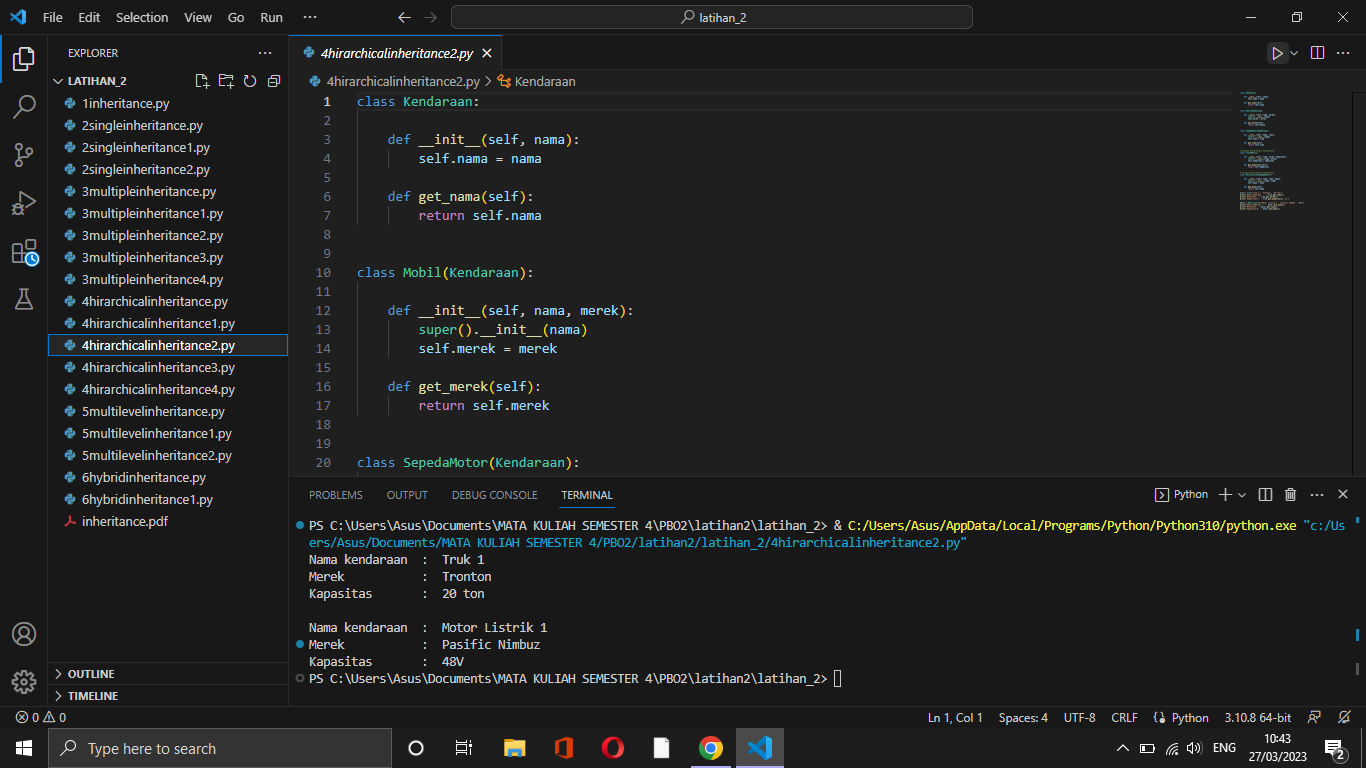 File Edit Selection View Go Run ···
latihan_2
EXPLORER ···
LATIHAN_2
1inheritance.py
2singleinheritance.py
2singleinheritance1.py
2singleinheritance2.py
3multipleinheritance.py
3multipleinheritance1.py
3multipleinheritance2.py
3multipleinheritance3.py
3multipleinheritance4.py
4hirarchicalinheritance.py
4hirarchicalinheritance1.py
4hirarchicalinheritance2.py
4hirarchicalinheritance3.py
4hirarchicalinheritance4.py
5multilevelinheritance.py
5multilevelinheritance1.py
5multilevelinheritance2.py
6hybridinheritance.py
6hybridinheritance1.py
inheritance.pdf
OUTLINE
TIMELINE
4hirarchicalinheritance2.py
4hirarchicalinheritance2.py > Kendaraan
1 class Kendaraan:
2
3 def __init__(self, nama):
4 self.nama = nama
5
6 def get_nama(self):
7 return self.nama
8
9
10 class Mobil(Kendaraan):
11
12 def __init__(self, nama, merek):
13 super().__init__(nama)
14 self.merek = merek
15
16 def get_merek(self):
17 return self.merek
18
19
20 class SepedaMotor(Kendaraan):
PROBLEMS OUTPUT DEBUG CONSOLE TERMINAL
Python
PS C:\Users\Asus\Documents\MATA KULIAH SEMESTER 4\PBO2\latihan2\latihan_2> & C:/Users/Asus/AppData/Local/Programs/Python/Python310/python.exe "c:/Us
ers/Asus/Documents/MATA KULIAH SEMESTER 4/PBO2/latihan2/latihan_2/4hirarchicalinheritance2.py"
Nama kendaraan : Truk 1
Merek : Tronton
Kapasitas : 20 ton
Nama kendaraan : Motor Listrik 1
Merek : Pasific Nimbuz
Kapasitas : 48V
PS C:\Users\Asus\Documents\MATA KULIAH SEMESTER 4\PBO2\latihan2\latihan_2>
0 0 Ln 1, Col 1 Spaces: 4 UTF-8 CRLF Python 3.10.8 64-bit
Type here to search
ENG
10:43
27/03/2023
2